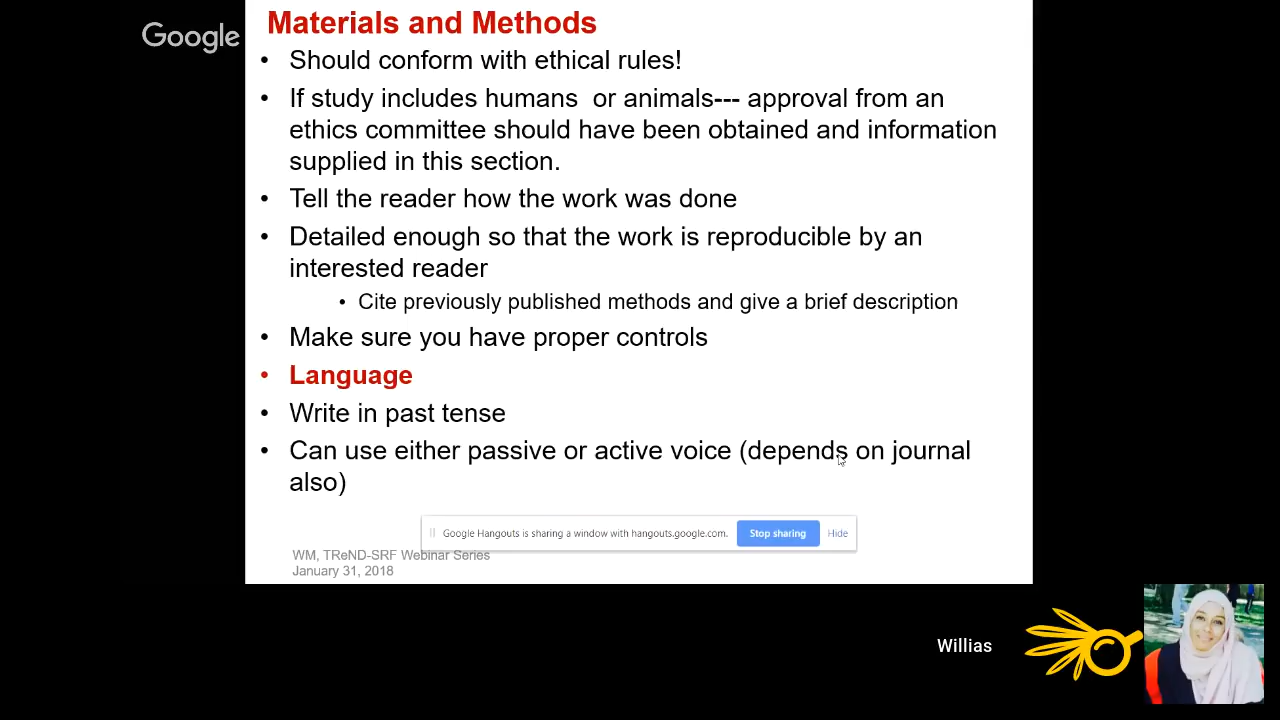 Google
Materials and Methods
• Should conform with ethical rules!
• If study includes humans or animals--- approval from an
ethics committee should have been obtained and information
supplied in this section.
• Tell the reader how the work was done
• Detailed enough so that the work is reproducible by an
interested reader
• Cite previously published methods and give a brief description
• Make sure you have proper controls
• Language
• Write in past tense
• Can use either passive or active voice (depends on journal
also)
Google Hangouts is sharing a window with hangouts.google.com. Stop sharing Hide
WM, TReND-SRF Webinar Series
January 31, 2018
Willias